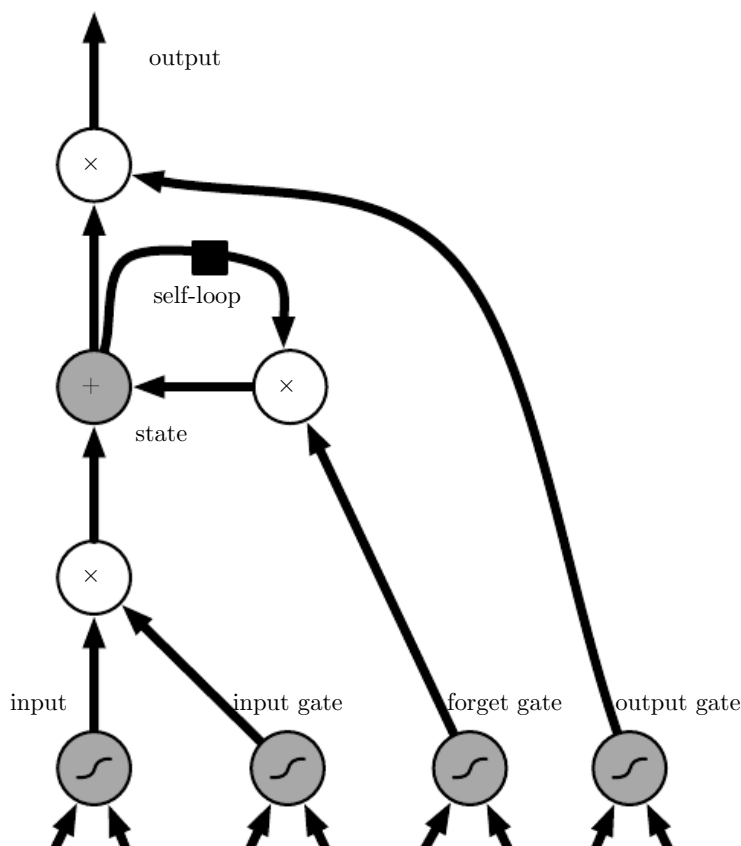 output
×
self-loop
+
×
state
×
input
input gate
forget gate
output gate